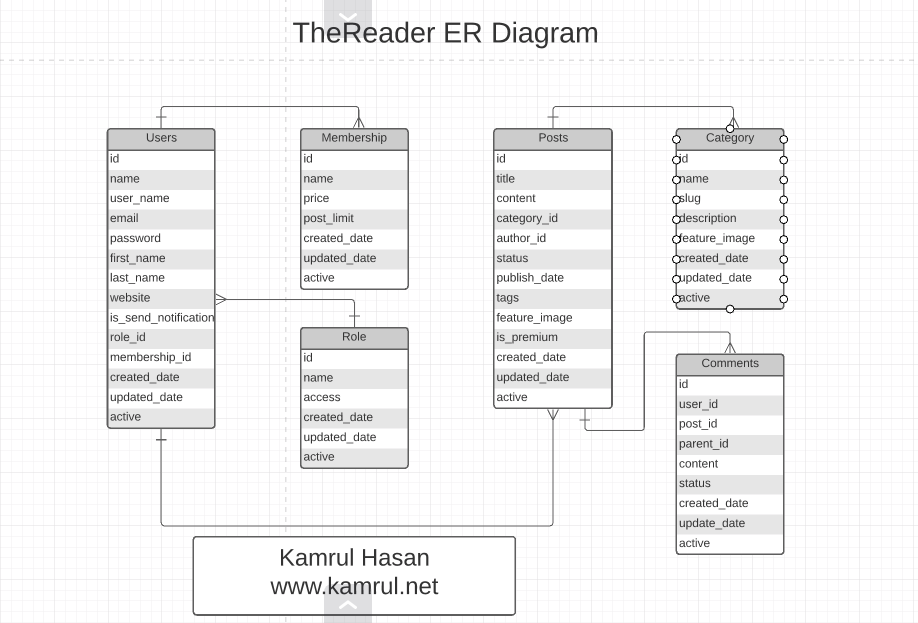 TheReader ER Diagram
Users
id
name
user_name
email
password
first_name
last_name
website
is_send_notification
role_id
membership_id
created_date
updated_date
active
Membership
id
name
price
post_limit
created_date
updated_date
active
Role
id
name
access
created_date
updated_date
active
Posts
id
title
content
category_id
author_id
status
publish_date
tags
feature_image
is_premium
created_date
updated_date
active
Category
id
name
slug
description
feature_image
created_date
updated_date
active
Comments
id
user_id
post_id
parent_id
content
status
created_date
update_date
active
Kamrul Hasan
www.kamrul.net